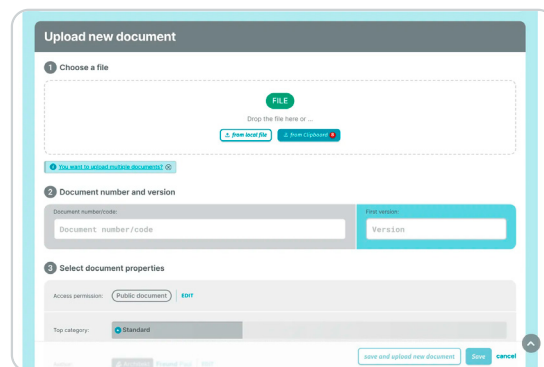 Upload new document
1 Choose a file
FILE
Drop the file here or ...
from local file
from Clipboard
You want to upload multiple documents?
2 Document number and version
Document number/code:
First version:
Document number/code
Version
3 Select document properties
Access permission:
Public document
EDIT
Top category:
Standard
save and upload new document
Save
cancel
EDIT